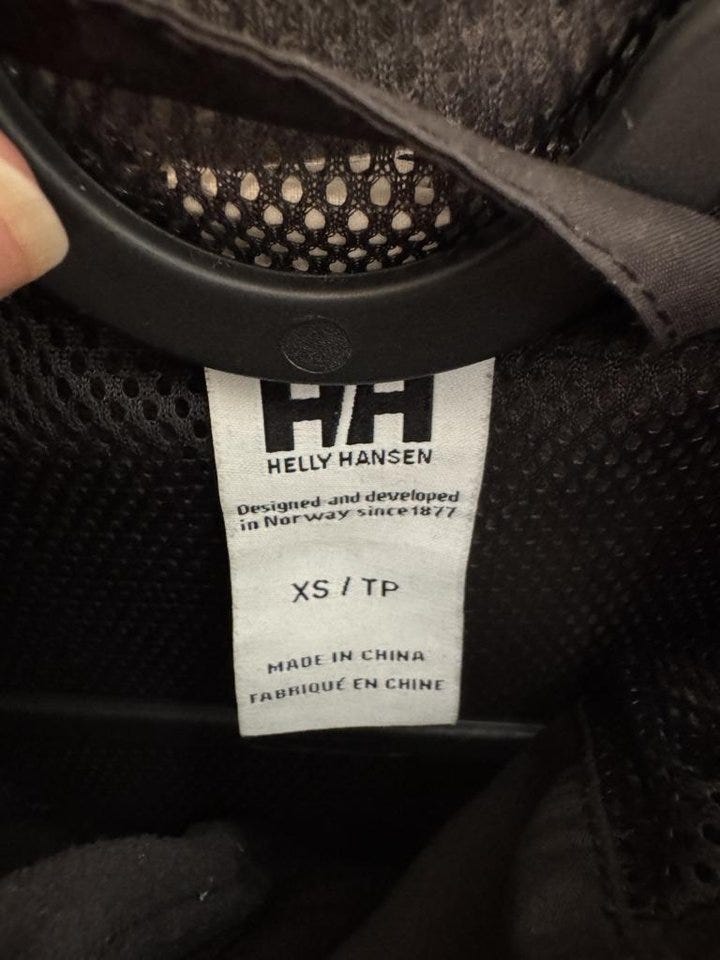 HH
HELLY HANSEN
Designed and developed
in Norway since 1877
XS / TP
MADE IN CHINA
FABRIQUÉ EN CHINE